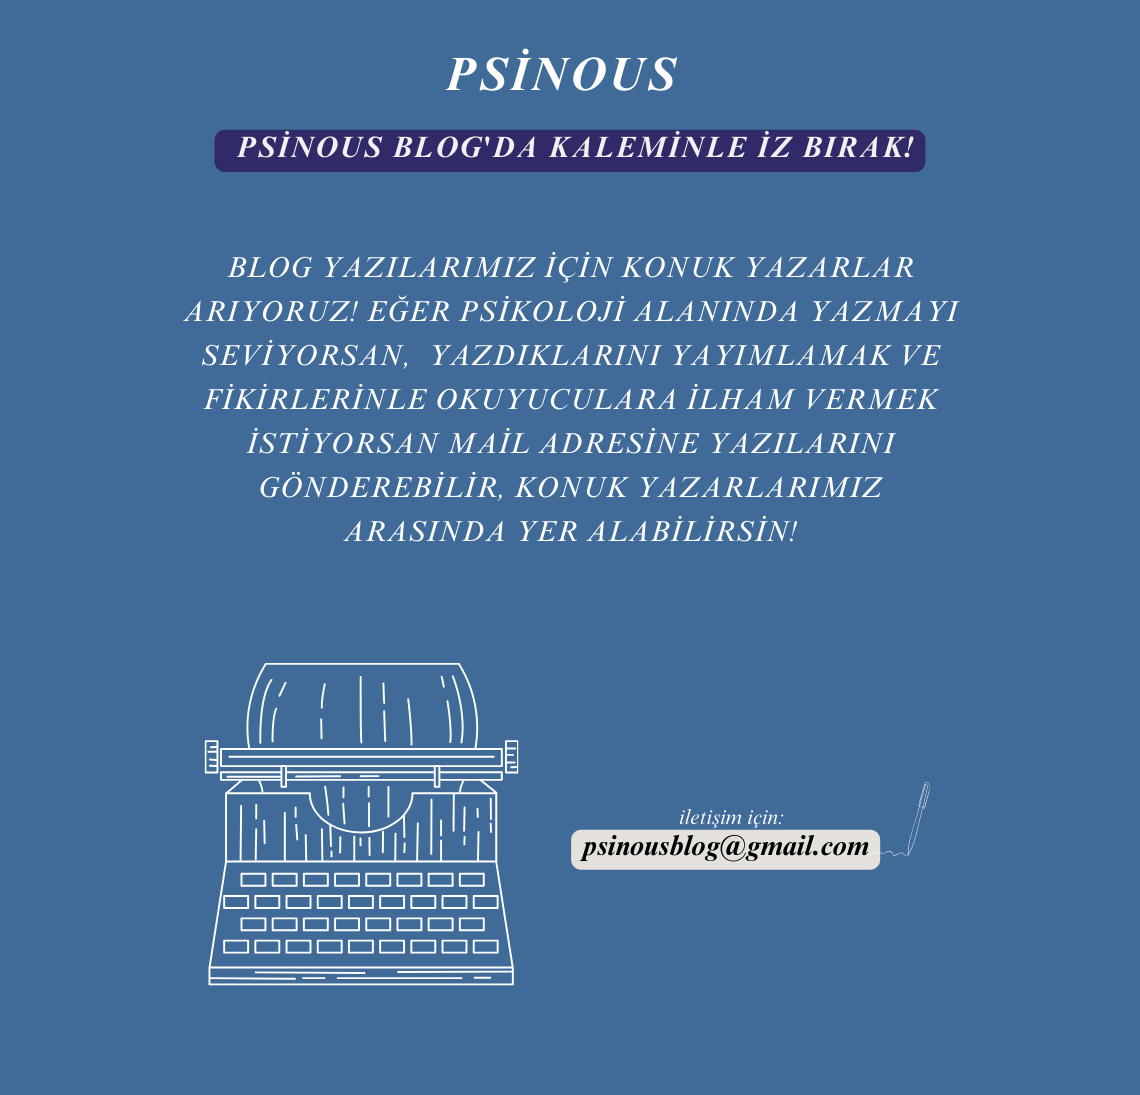 PSİNOUS
PSİNOUS BLOG'DA KALEMİNLE İZ BIRAK!
BLOG YAZILARIMIZ İÇİN KONUK YAZARLAR
ARIYORUZ! EĞER PSİKOLOJİ ALANINDA YAZMAYI
SEVİYORSAN, YAZDIKLARINI YAYIMLAMAK VE
FİKİRLERİNLE OKUYUCULARA İLHAM VERMEK
İSTİYORSAN MAİL ADRESİNE YAZILARINI
GÖNDEREBİLİR, KONUK YAZARLARIMIZ
ARASINDA YER ALABİLİRSİN!
iletişim için:
psinousblog@gmail.com